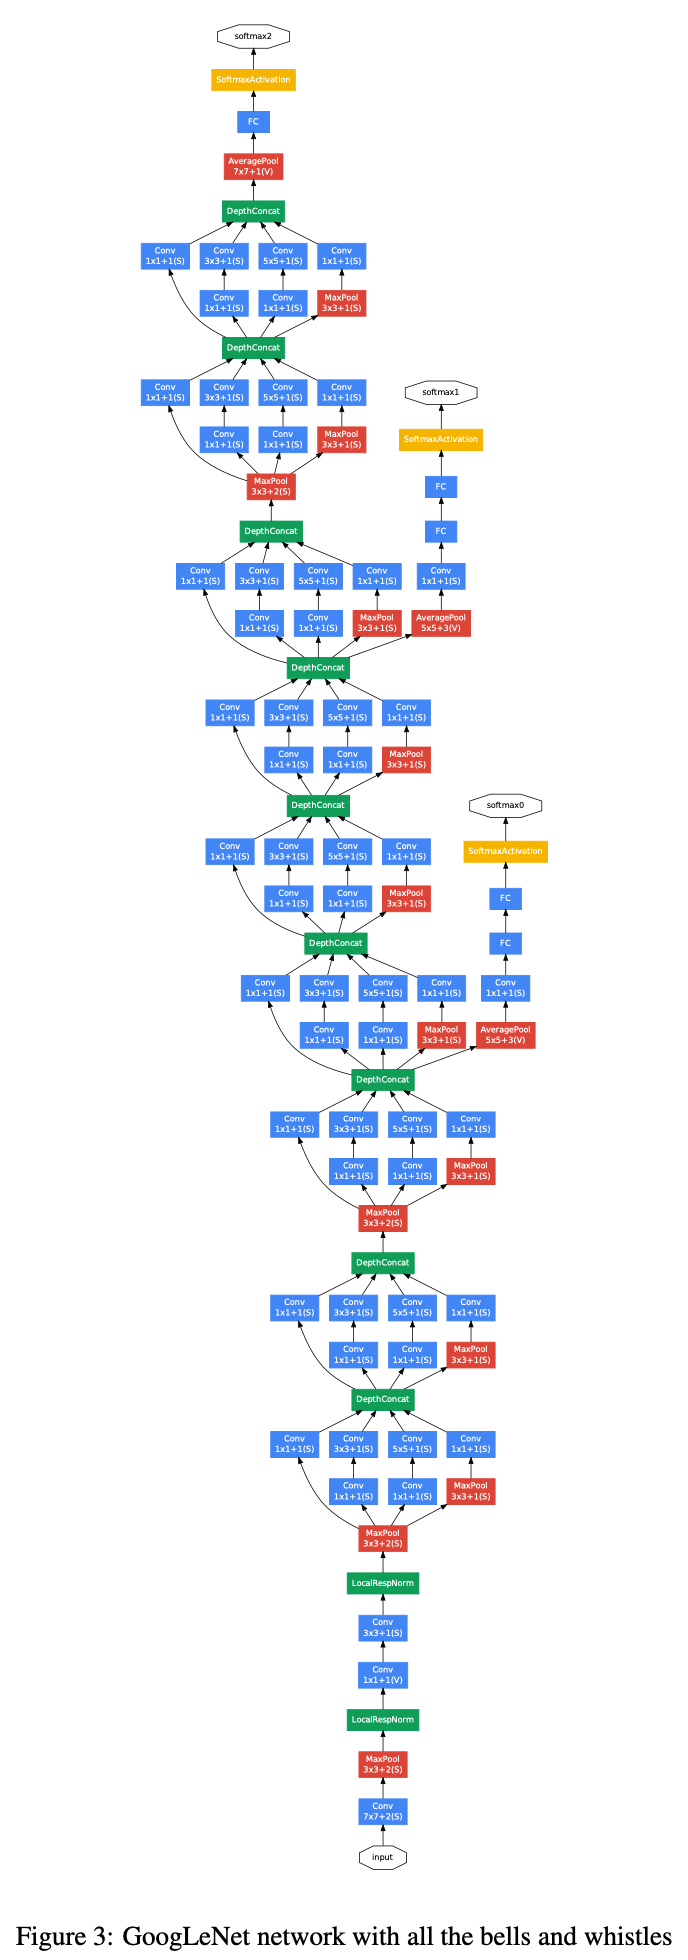 softmax2
SoftmaxActivation
FC
AveragePool
7x7+1(V)
DepthConcat
Conv
1x1+1(S)
Conv
3x3+1(S)
Conv
5x5+1(S)
Conv
1x1+1(S)
Conv
1x1+1(S)
Conv
1x1+1(S)
MaxPool
3x3+1(S)
DepthConcat
Conv
1x1+1(S)
Conv
3x3+1(S)
Conv
5x5+1(S)
Conv
1x1+1(S)
softmax1
Conv
1x1+1(S)
Conv
1x1+1(S)
MaxPool
3x3+1(S)
SoftmaxActivation
MaxPool
3x3+2(S)
FC
DepthConcat
FC
Conv
1x1+1(S)
Conv
3x3+1(S)
Conv
5x5+1(S)
Conv
1x1+1(S)
Conv
1x1+1(S)
Conv
1x1+1(S)
Conv
1x1+1(S)
MaxPool
3x3+1(S)
AveragePool
5x5+3(V)
DepthConcat
Conv
1x1+1(S)
Conv
3x3+1(S)
Conv
5x5+1(S)
Conv
1x1+1(S)
Conv
1x1+1(S)
Conv
1x1+1(S)
MaxPool
3x3+1(S)
DepthConcat
softmax0
Conv
1x1+1(S)
Conv
3x3+1(S)
Conv
5x5+1(S)
Conv
1x1+1(S)
SoftmaxActivation
Conv
1x1+1(S)
Conv
1x1+1(S)
MaxPool
3x3+1(S)
FC
DepthConcat
FC
Conv
1x1+1(S)
Conv
3x3+1(S)
Conv
5x5+1(S)
Conv
1x1+1(S)
Conv
1x1+1(S)
Conv
1x1+1(S)
Conv
1x1+1(S)
MaxPool
3x3+1(S)
AveragePool
5x5+3(V)
DepthConcat
Conv
1x1+1(S)
Conv
3x3+1(S)
Conv
5x5+1(S)
Conv
1x1+1(S)
Conv
1x1+1(S)
Conv
1x1+1(S)
MaxPool
3x3+1(S)
MaxPool
3x3+2(S)
DepthConcat
Conv
1x1+1(S)
Conv
3x3+1(S)
Conv
5x5+1(S)
Conv
1x1+1(S)
Conv
1x1+1(S)
Conv
1x1+1(S)
MaxPool
3x3+1(S)
DepthConcat
Conv
1x1+1(S)
Conv
3x3+1(S)
Conv
5x5+1(S)
Conv
1x1+1(S)
Conv
1x1+1(S)
Conv
1x1+1(S)
MaxPool
3x3+1(S)
MaxPool
3x3+2(S)
LocalRespNorm
Conv
3x3+1(S)
Conv
1x1+1(V)
LocalRespNorm
MaxPool
3x3+2(S)
Conv
7x7+2(S)
input
Figure 3: GoogLeNet network with all the bells and whistles